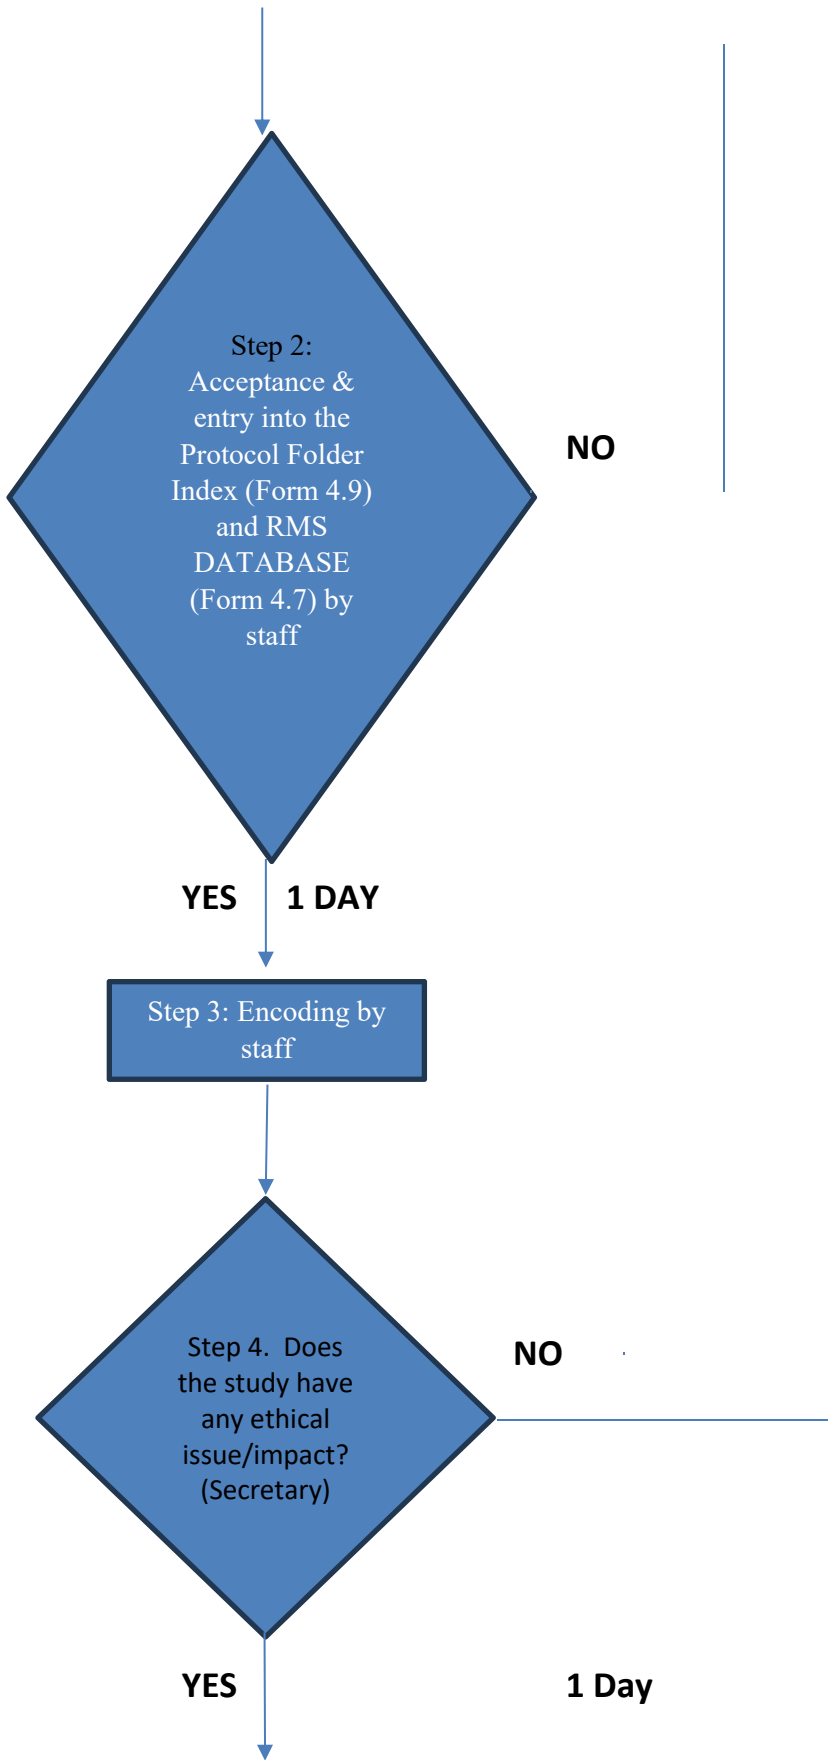 Step 2:
Acceptance &
entry into the
Protocol Folder
Index (Form 4.9)
and RMS
DATABASE
(Form 4.7) by
staff
NO
YES
1 DAY
Step 3: Encoding by
staff
Step 4.  Does
the study have
any ethical
issue/impact?
(Secretary)
NO
YES
1 Day